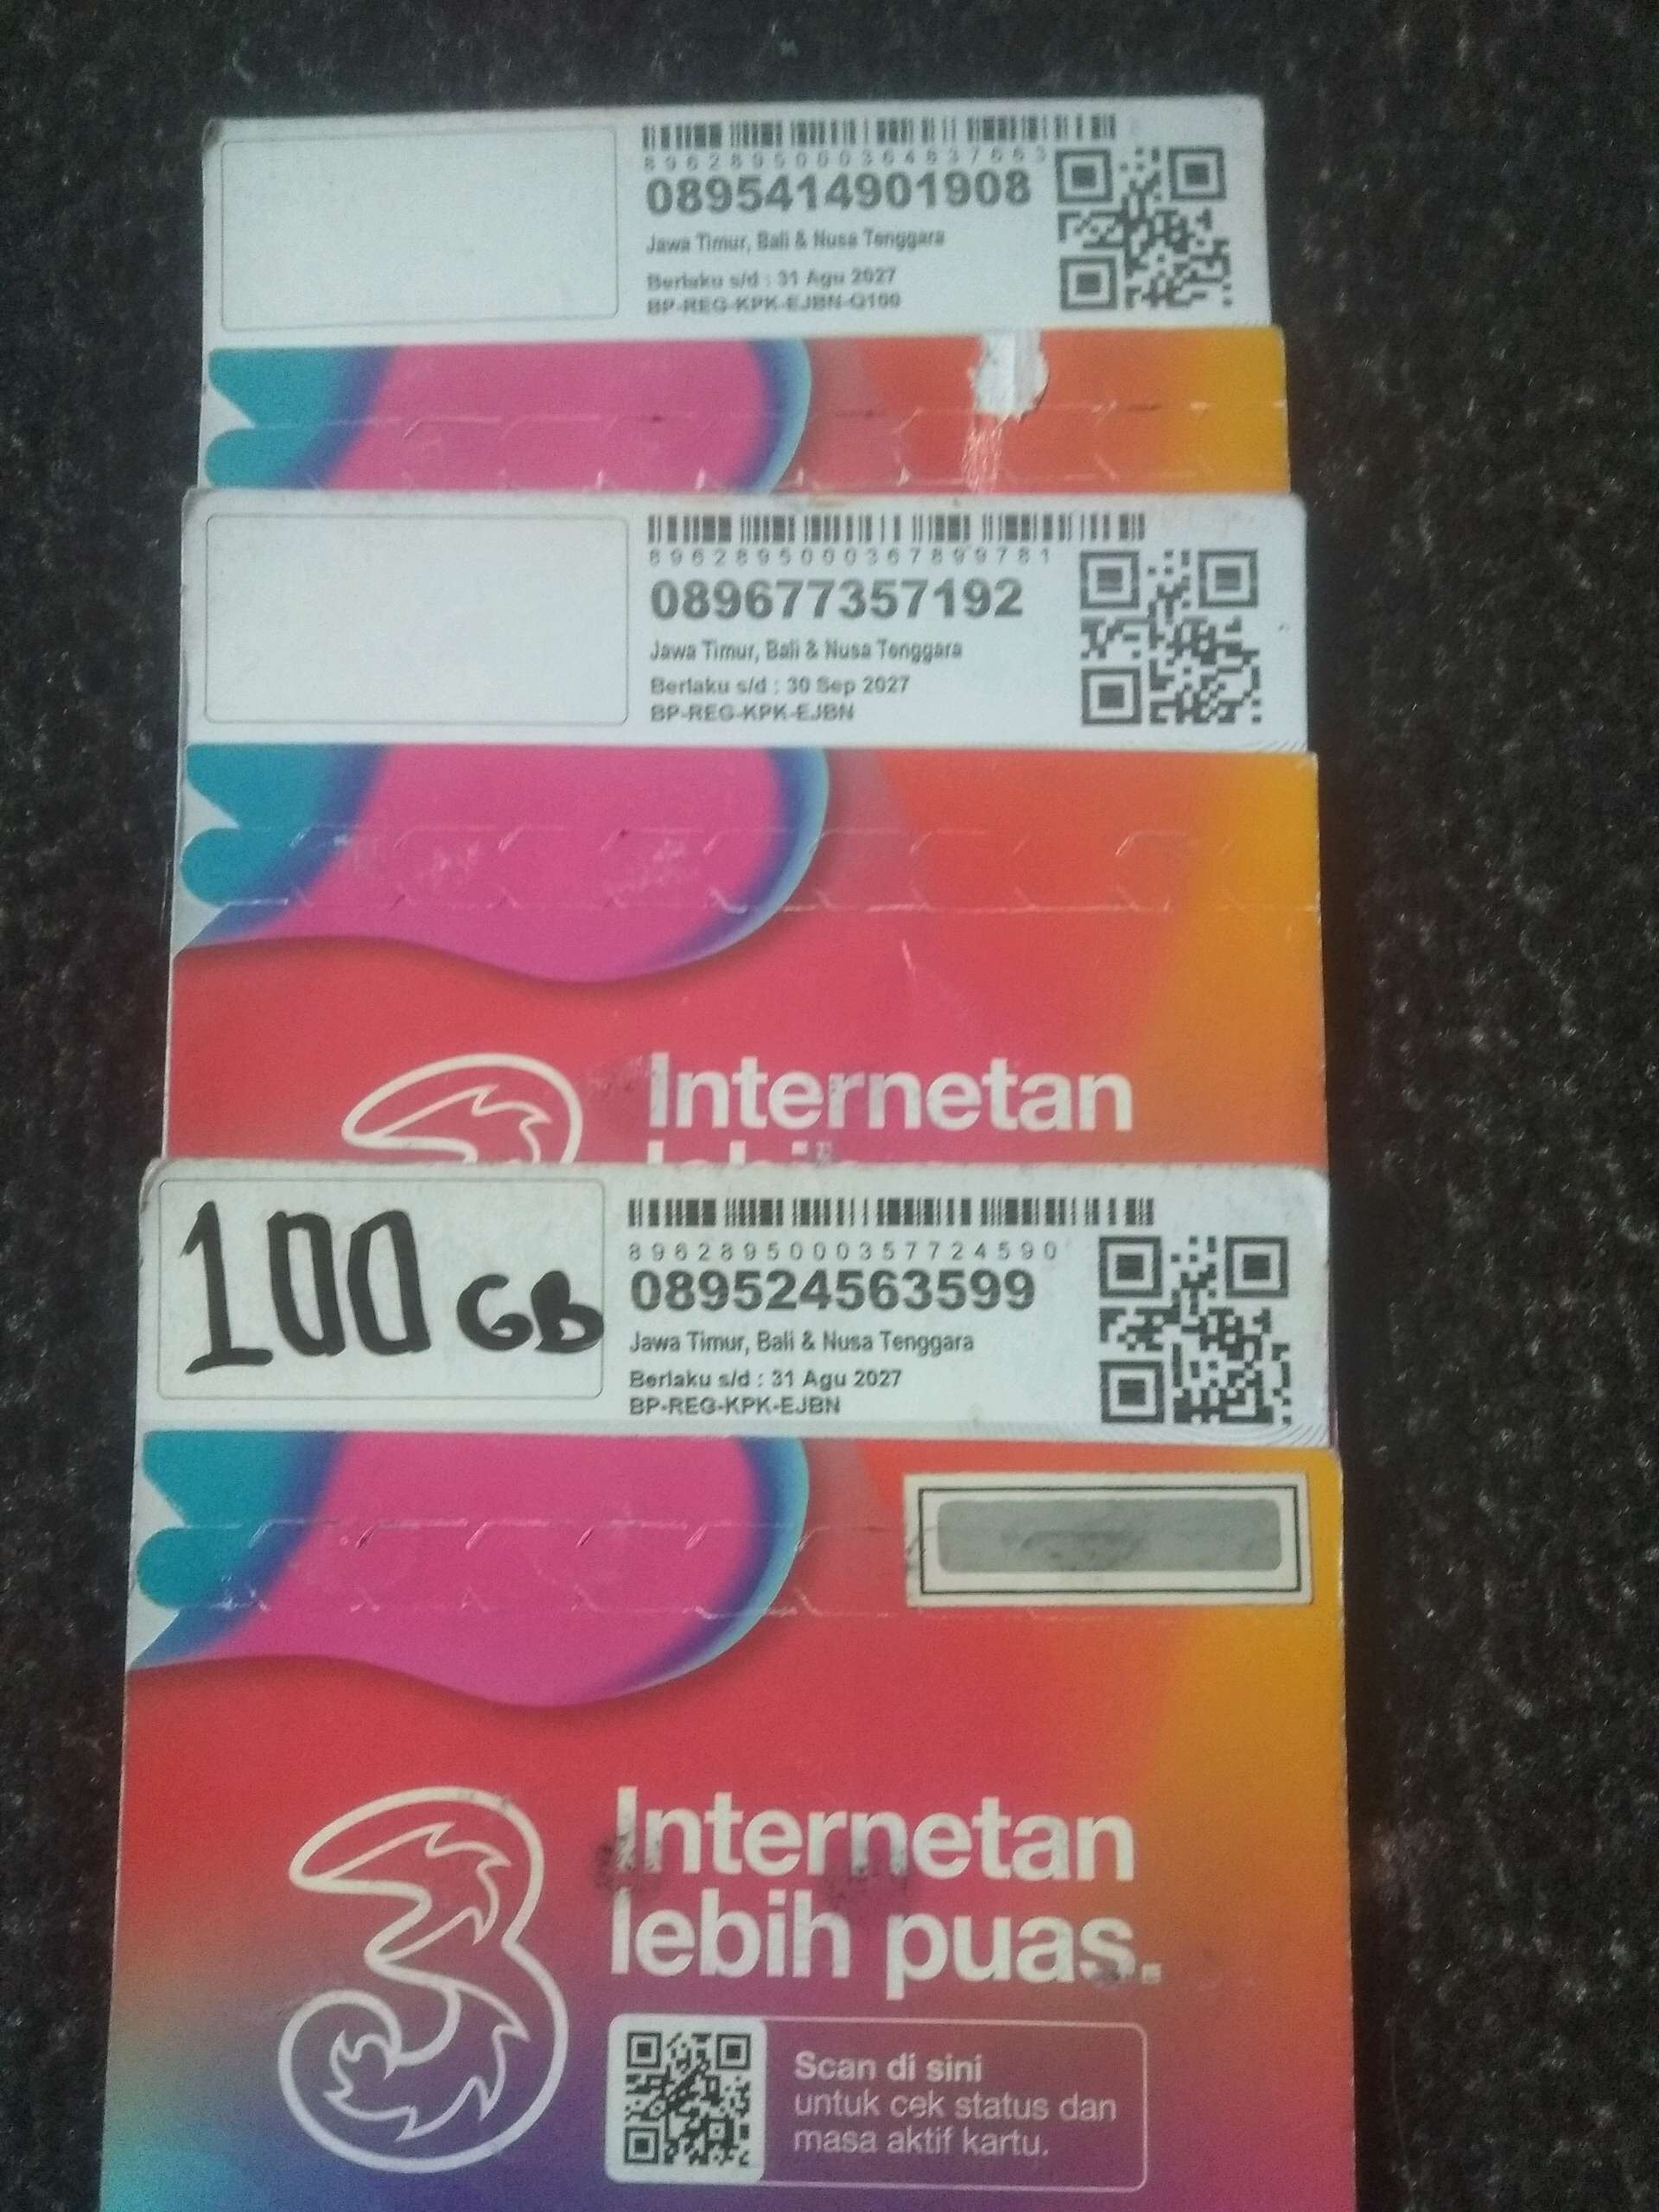 8962895000364837663
0895414901908
Jawa Timur, Bali & Nusa Tenggara
Berlaku s/d : 31 Agu 2027
BP-REG-KPK-EJBN-Q100
8962895000367899781
089677357192
Jawa Timur, Bali & Nusa Tenggara
Berlaku s/d : 30 Sep 2027
BP-REG-KPK-EJBN
Internetan
100 GB
8962895000357724590
089524563599
Jawa Timur, Bali & Nusa Tenggara
Berlaku s/d : 31 Agu 2027
BP-REG-KPK-EJBN
3
Internetan
lebih puas.
Scan di sini
untuk cek status dan
masa aktif kartu.